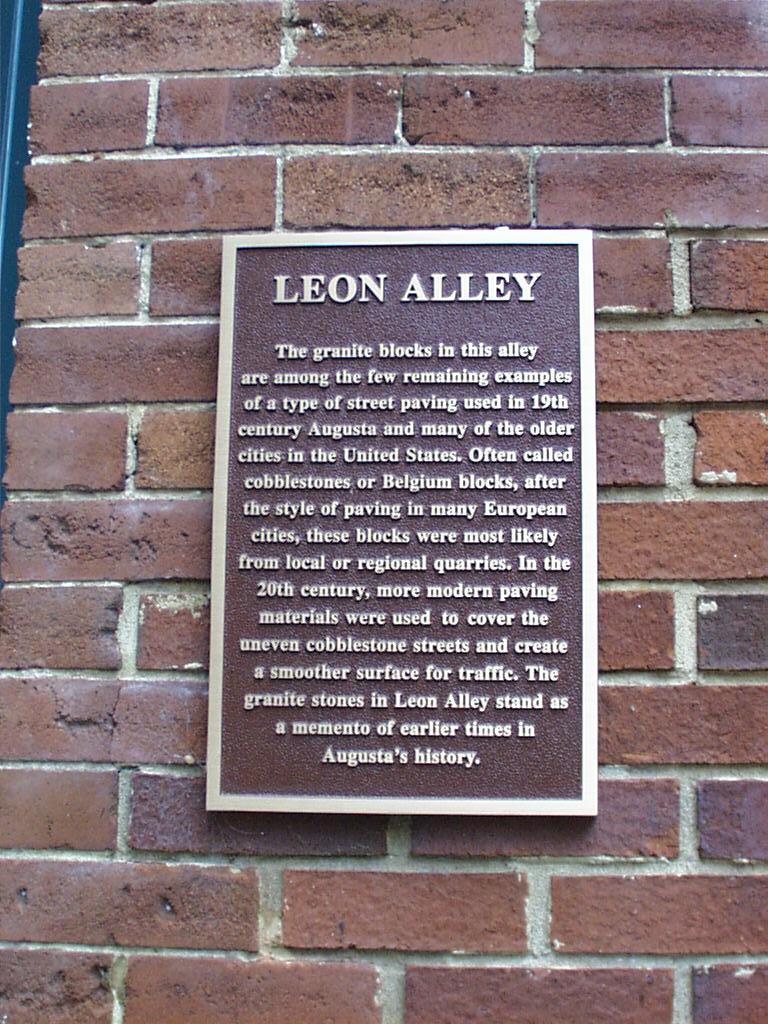 LEON ALLEY
The granite blocks in this alley
are among the few remaining examples
of a type of street paving used in 19th
century Augusta and many of the older
cities in the United States. Often called
cobblestones or Belgium blocks, after
the style of paving in many European
cities, these blocks were most likely
from local or regional quarries. In the
20th century, more modern paving
materials were used to cover the
uneven cobblestone streets and create
a smoother surface for traffic. The
granite stones in Leon Alley stand as
a memento of earlier times in
Augusta's history.